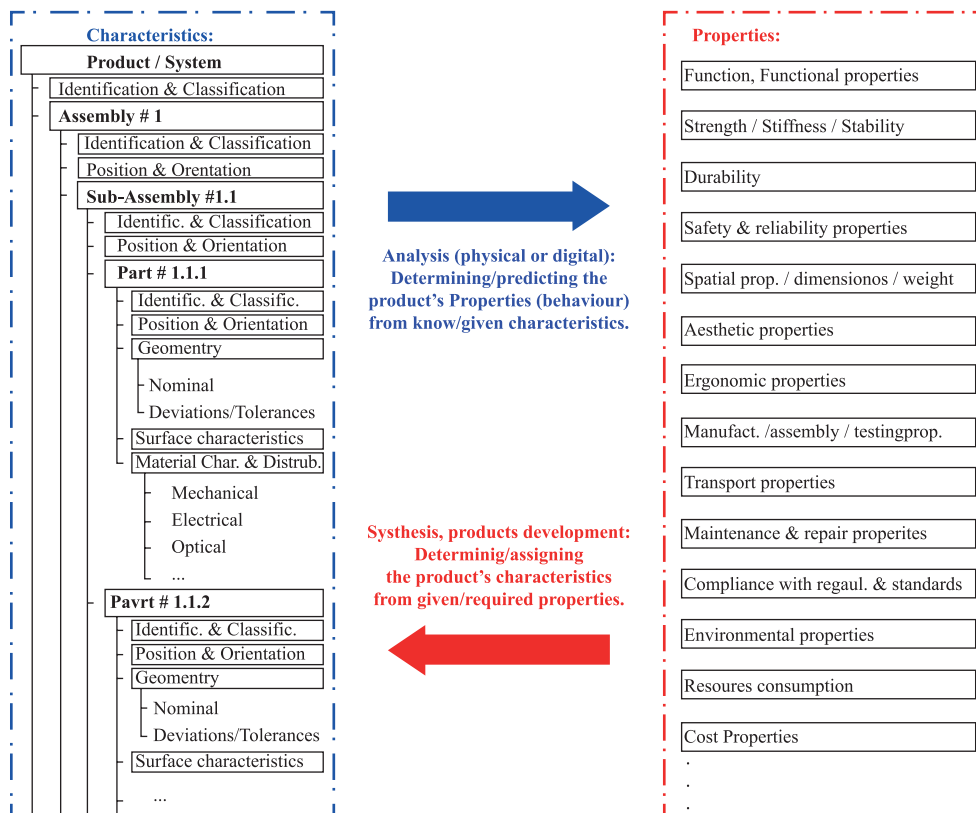 Characteristics:
Product / System
Identification & Classification
Assembly # 1
Identification & Classification
Position & Orentation
Sub-Assembly #1.1
Identific. & Classification
Position & Orientation
Part # 1.1.1
Identific. & Classific.
Position & Orientation
Geomentry
Nominal
Deviations/Tolerances
Surface characteristics
Material Char. & Distrub.
Mechanical
Electrical
Optical
...
Pavrt # 1.1.2
Identific. & Classific.
Position & Orientation
Geomentry
Nominal
Deviations/Tolerances
Surface characteristics
...
Analysis (physical or digital):
Determining/predicting the
product's Properties (behaviour)
from know/given characteristics.
Systhesis, products development:
Determinig/assigning
the product's characteristics
from given/required properties.
Properties:
Function, Functional properties
Strength / Stiffness / Stability
Durability
Safety & reliability properties
Spatial prop. / dimensionos / weight
Aesthetic properties
Ergonomic properties
Manufact. /assembly / testingprop.
Transport properties
Maintenance & repair properites
Compliance with regaul. & standards
Environmental properties
Resoures consumption
Cost Properties
.
.
.